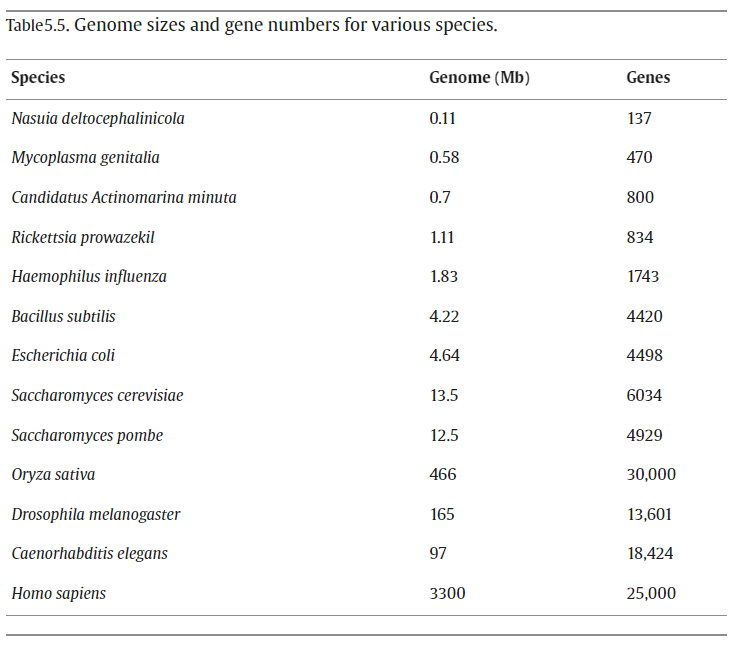 Table5.5. Genome sizes and gene numbers for various species.
Species Genome (Mb) Genes
Nasuia deltocephalinicola 0.11 137
Mycoplasma genitalia 0.58 470
Candidatus Actinomarina minuta 0.7 800
Rickettsia prowazekil 1.11 834
Haemophilus influenza 1.83 1743
Bacillus subtilis 4.22 4420
Escherichia coli 4.64 4498
Saccharomyces cerevisiae 13.5 6034
Saccharomyces pombe 12.5 4929
Oryza sativa 466 30,000
Drosophila melanogaster 165 13,601
Caenorhabditis elegans 97 18,424
Homo sapiens 3300 25,000